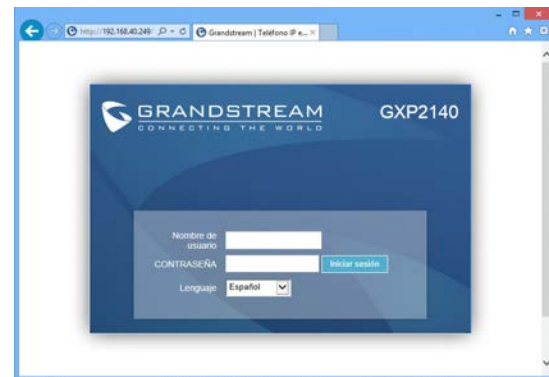 http://192.168.40.249/
Grandstream | Teléfono IP e...
GRANDSTREAM
CONNECTING THE WORLD
GXP2140
Nombre de
usuario
CONTRASEÑA
Iniciar sesión
Lenguaje
Español